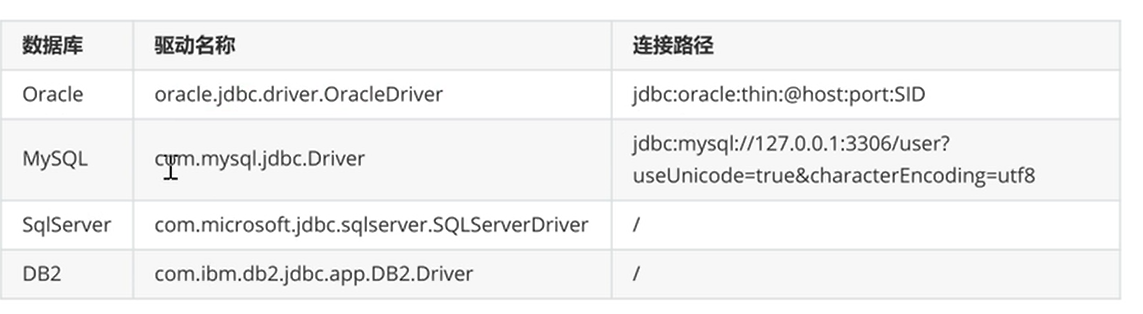 数据库 驱动名称 连接路径
Oracle oracle.jdbc.driver.OracleDriver jdbc:oracle:thin:@host:port:SID
MySQL com.mysql.jdbc.Driver jdbc:mysql://127.0.0.1:3306/user?
useUnicode=true&characterEncoding=utf8
SqlServer com.microsoft.jdbc.sqlserver.SQLServerDriver /
DB2 com.ibm.db2.jdbc.app.DB2.Driver /